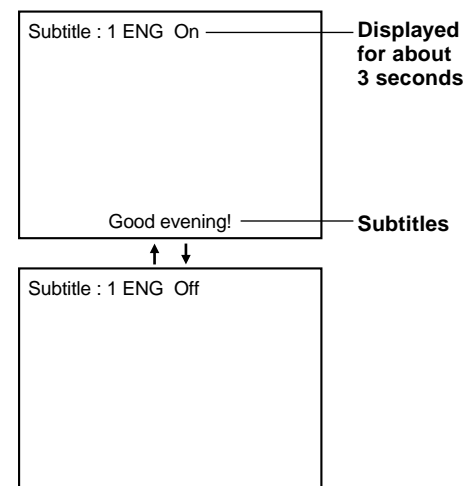 Subtitle : 1 ENG  On
Displayed
for about
3 seconds
Good evening!
Subtitles
Subtitle : 1 ENG  Off